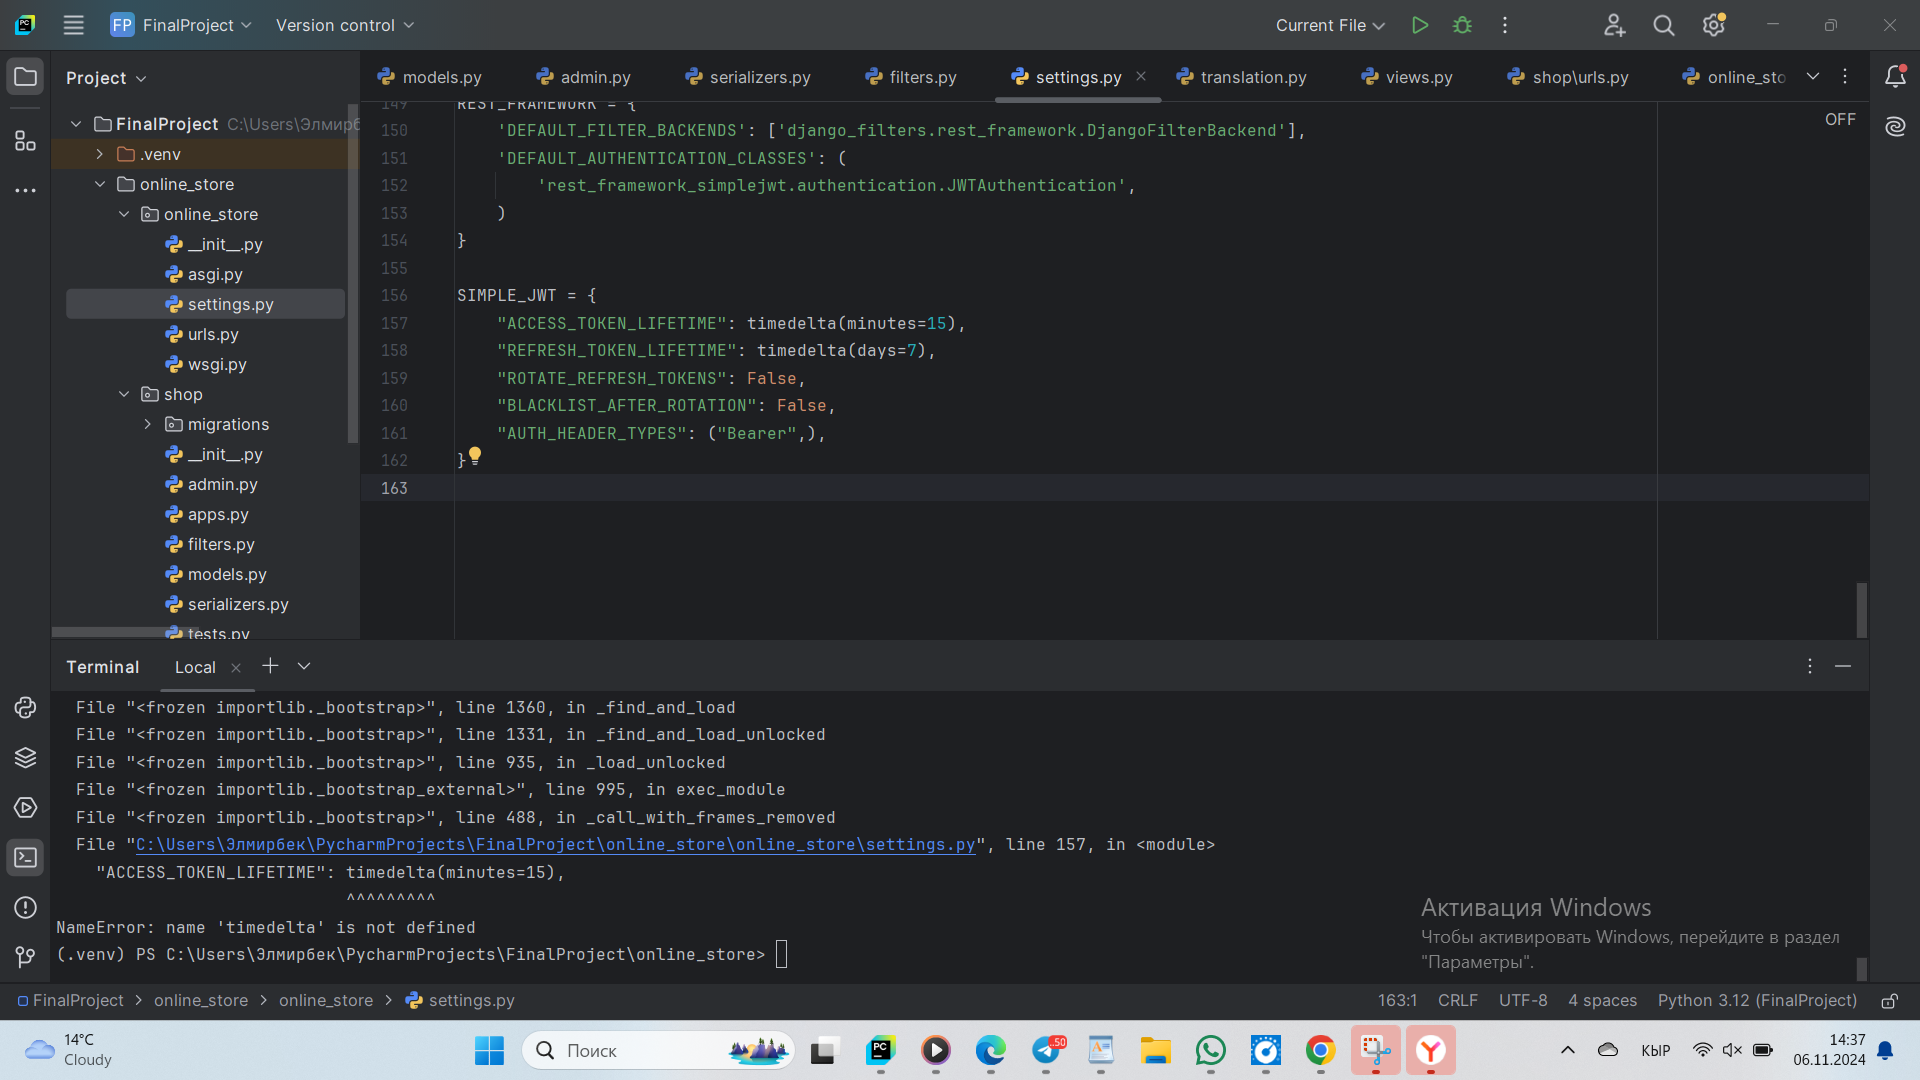 FP FinalProject Version control Current File
Project
FinalProject C:\Users\Элмирб
.venv
online_store
online_store
__init__.py
asgi.py
settings.py
urls.py
wsgi.py
shop
migrations
__init__.py
admin.py
apps.py
filters.py
models.py
serializers.py
tests.py
models.py admin.py serializers.py filters.py settings.py translation.py views.py shop\urls.py online_sto
OFF
149 REST_FRAMEWORK = {
150 'DEFAULT_FILTER_BACKENDS': ['django_filters.rest_framework.DjangoFilterBackend'],
151 'DEFAULT_AUTHENTICATION_CLASSES': (
152 'rest_framework_simplejwt.authentication.JWTAuthentication',
153 )
154 }
155
156 SIMPLE_JWT = {
157 "ACCESS_TOKEN_LIFETIME": timedelta(minutes=15),
158 "REFRESH_TOKEN_LIFETIME": timedelta(days=7),
159 "ROTATE_REFRESH_TOKENS": False,
160 "BLACKLIST_AFTER_ROTATION": False,
161 "AUTH_HEADER_TYPES": ("Bearer",),
162 }
163
Terminal Local
File "<frozen importlib._bootstrap>", line 1360, in _find_and_load
File "<frozen importlib._bootstrap>", line 1331, in _find_and_load_unlocked
File "<frozen importlib._bootstrap>", line 935, in _load_unlocked
File "<frozen importlib._bootstrap_external>", line 995, in exec_module
File "<frozen importlib._bootstrap>", line 488, in _call_with_frames_removed
File "C:\Users\Элмирбек\PycharmProjects\FinalProject\online_store\online_store\settings.py", line 157, in <module>
"ACCESS_TOKEN_LIFETIME": timedelta(minutes=15),
^^^^^^^^^
NameError: name 'timedelta' is not defined
(.venv) PS C:\Users\Элмирбек\PycharmProjects\FinalProject\online_store>
Активация Windows
Чтобы активировать Windows, перейдите в раздел
"Параметры".
FinalProject > online_store > online_store > settings.py
163:1 CRLF UTF-8 4 spaces Python 3.12 (FinalProject)
14°C
Cloudy
Поиск
PC
..50
КЫР
14:37
06.11.2024